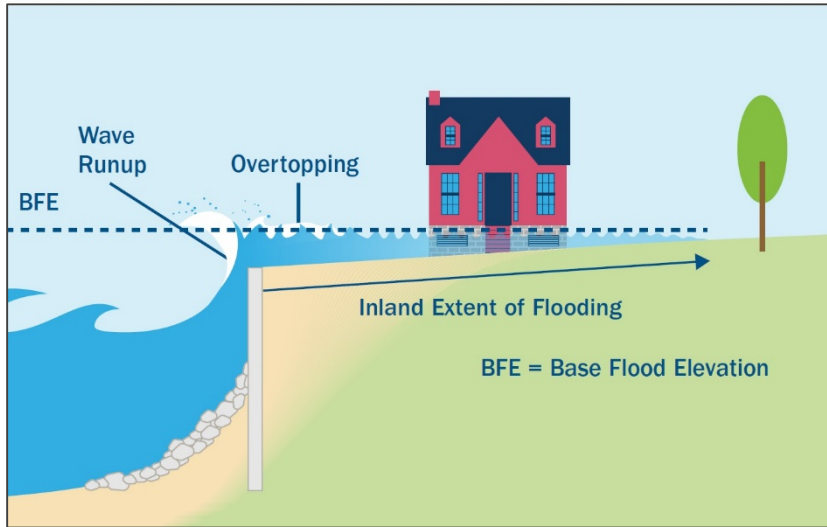 Wave
Runup
Overtopping
BFE
Inland Extent of Flooding
BFE = Base Flood Elevation